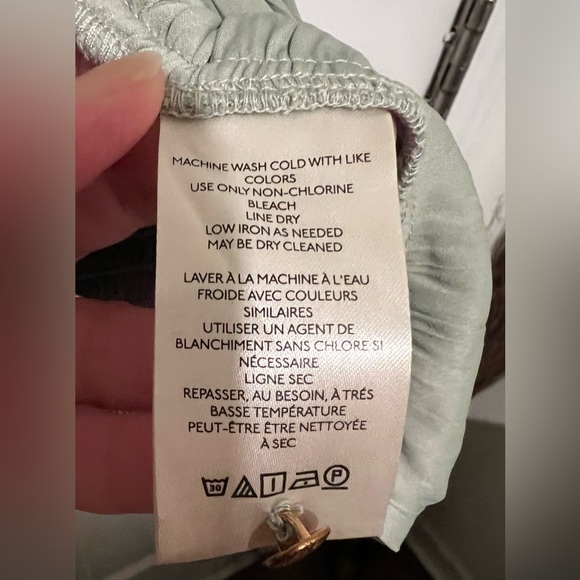 MACHINE WASH COLD WITH LIKE
COLORS
USE ONLY NON-CHLORINE
BLEACH
LINE DRY
LOW IRON AS NEEDED
MAY BE DRY CLEANED
LAVER À LA MACHINE À L'EAU
FROIDE AVEC COULEURS
SIMILAIRES
UTILISER UN AGENT DE
BLANCHIMENT SANS CHLORE SI
NÉCESSAIRE
LIGNE SEC
REPASSER, AU BESOIN, À TRÉS
BASSE TEMPÉRATURE
PEUT-ÊTRE ÊTRE NETTOYÉE
À SEC
30 P